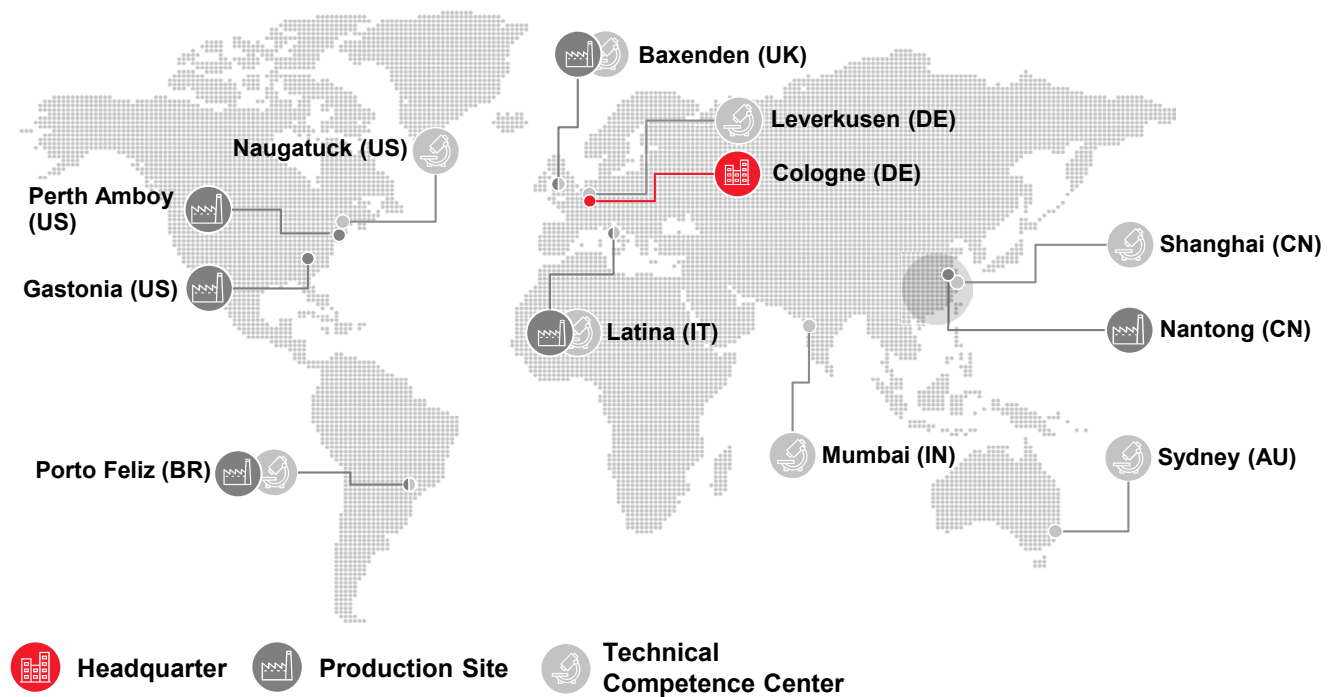 Baxenden (UK)
Leverkusen (DE)
Naugatuck (US)
Cologne (DE)
Perth Amboy
(US)
Shanghai (CN)
Gastonia (US)
Latina (IT)
Nantong (CN)
Mumbai (IN)
Sydney (AU)
Porto Feliz (BR)
Headquarter
Production Site
Technical
Competence Center